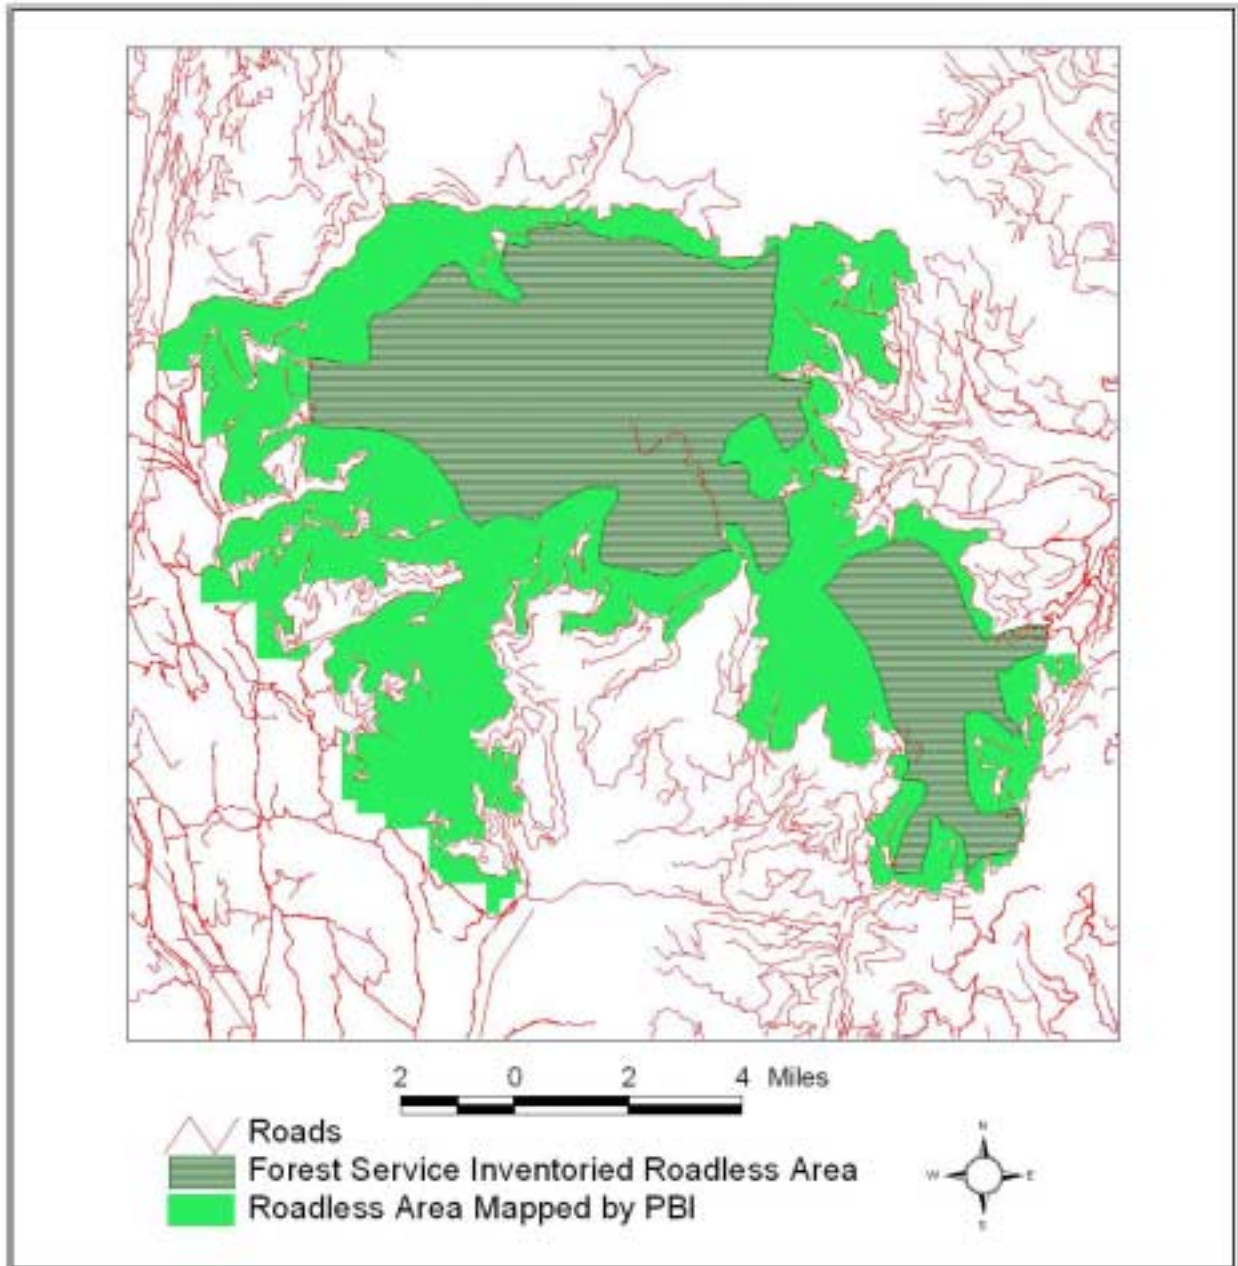 2 0 2 4 Miles
Roads
Forest Service Inventoried Roadless Area
Roadless Area Mapped by PBI
N
W E
S